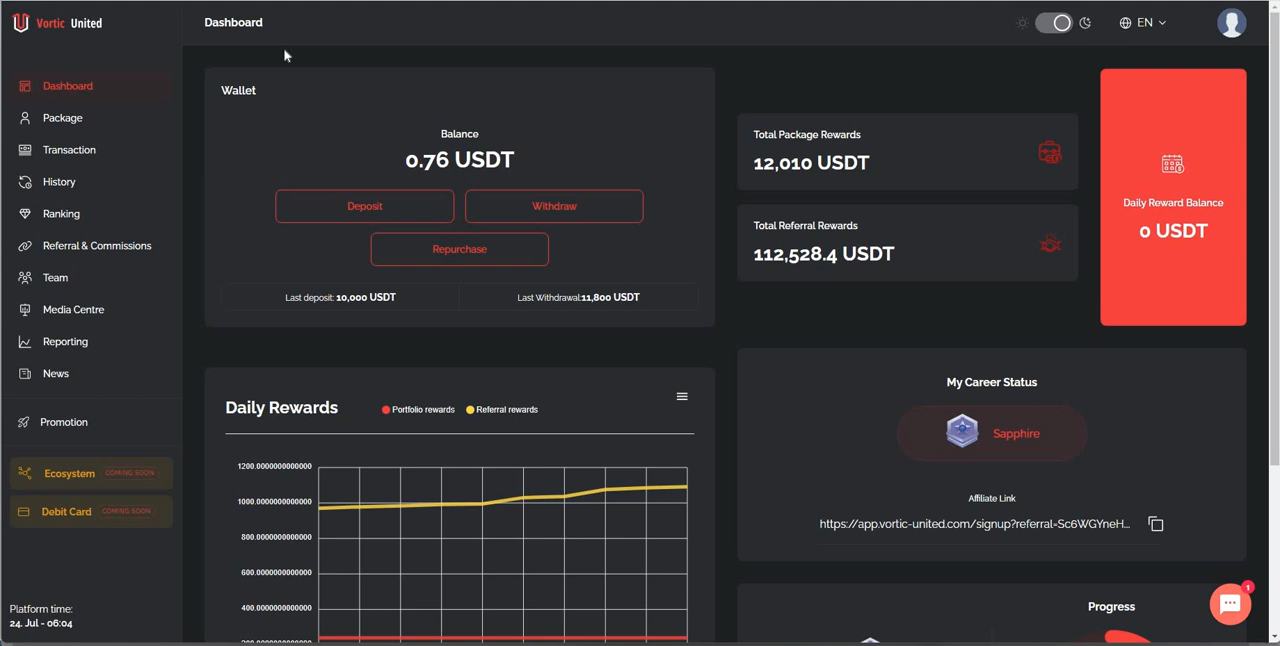 Vortic United
Dashboard
EN
Dashboard
Package
Transaction
History
Ranking
Referral & Commissions
Team
Media Centre
Reporting
News
Promotion
Ecosystem COMING SOON
Debit Card COMING SOON
Platform time:
24. Jul - 06:04
Wallet
Balance
0.76 USDT
Deposit
Withdraw
Repurchase
Last deposit: 10,000 USDT
Last Withdrawal:11,800 USDT
Total Package Rewards
12,010 USDT
Total Referral Rewards
112,528.4 USDT
Daily Reward Balance
0 USDT
Daily Rewards
Portfolio rewards
Referral rewards
1200.0000000000000
1000.0000000000000
800.0000000000000
600.0000000000000
400.0000000000000
200.0000000000000
My Career Status
Sapphire
Affiliate Link
https://app.vortic-united.com/signup?referral=Sc6WGYneH...
Progress
1